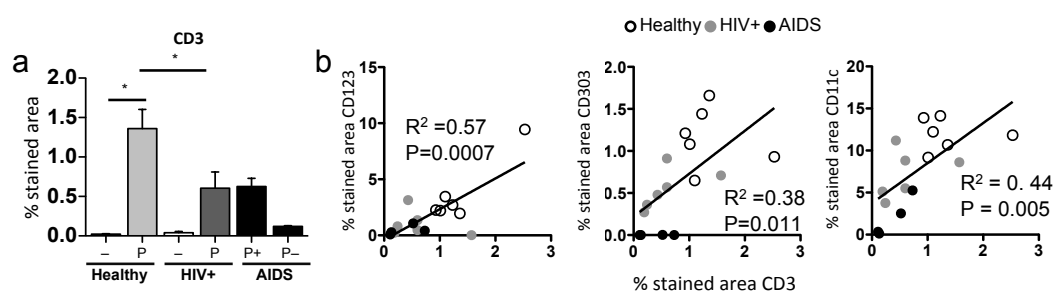 CD3
a
% stained area
2.0
1.5
1.0
0.5
0.0
*
*
– P – P P+ P–
Healthy HIV+ AIDS
b
Healthy HIV+ AIDS
% stained area CD123
15
10
5
0
R² =0.57
P=0.0007
0 1 2 3
% stained area CD303
2.0
1.5
1.0
0.5
0.0
R² =0.38
P=0.011
0 1 2 3
% stained area CD11c
20
15
10
5
0
R² = 0. 44
P = 0.005
0 1 2 3
% stained area CD3